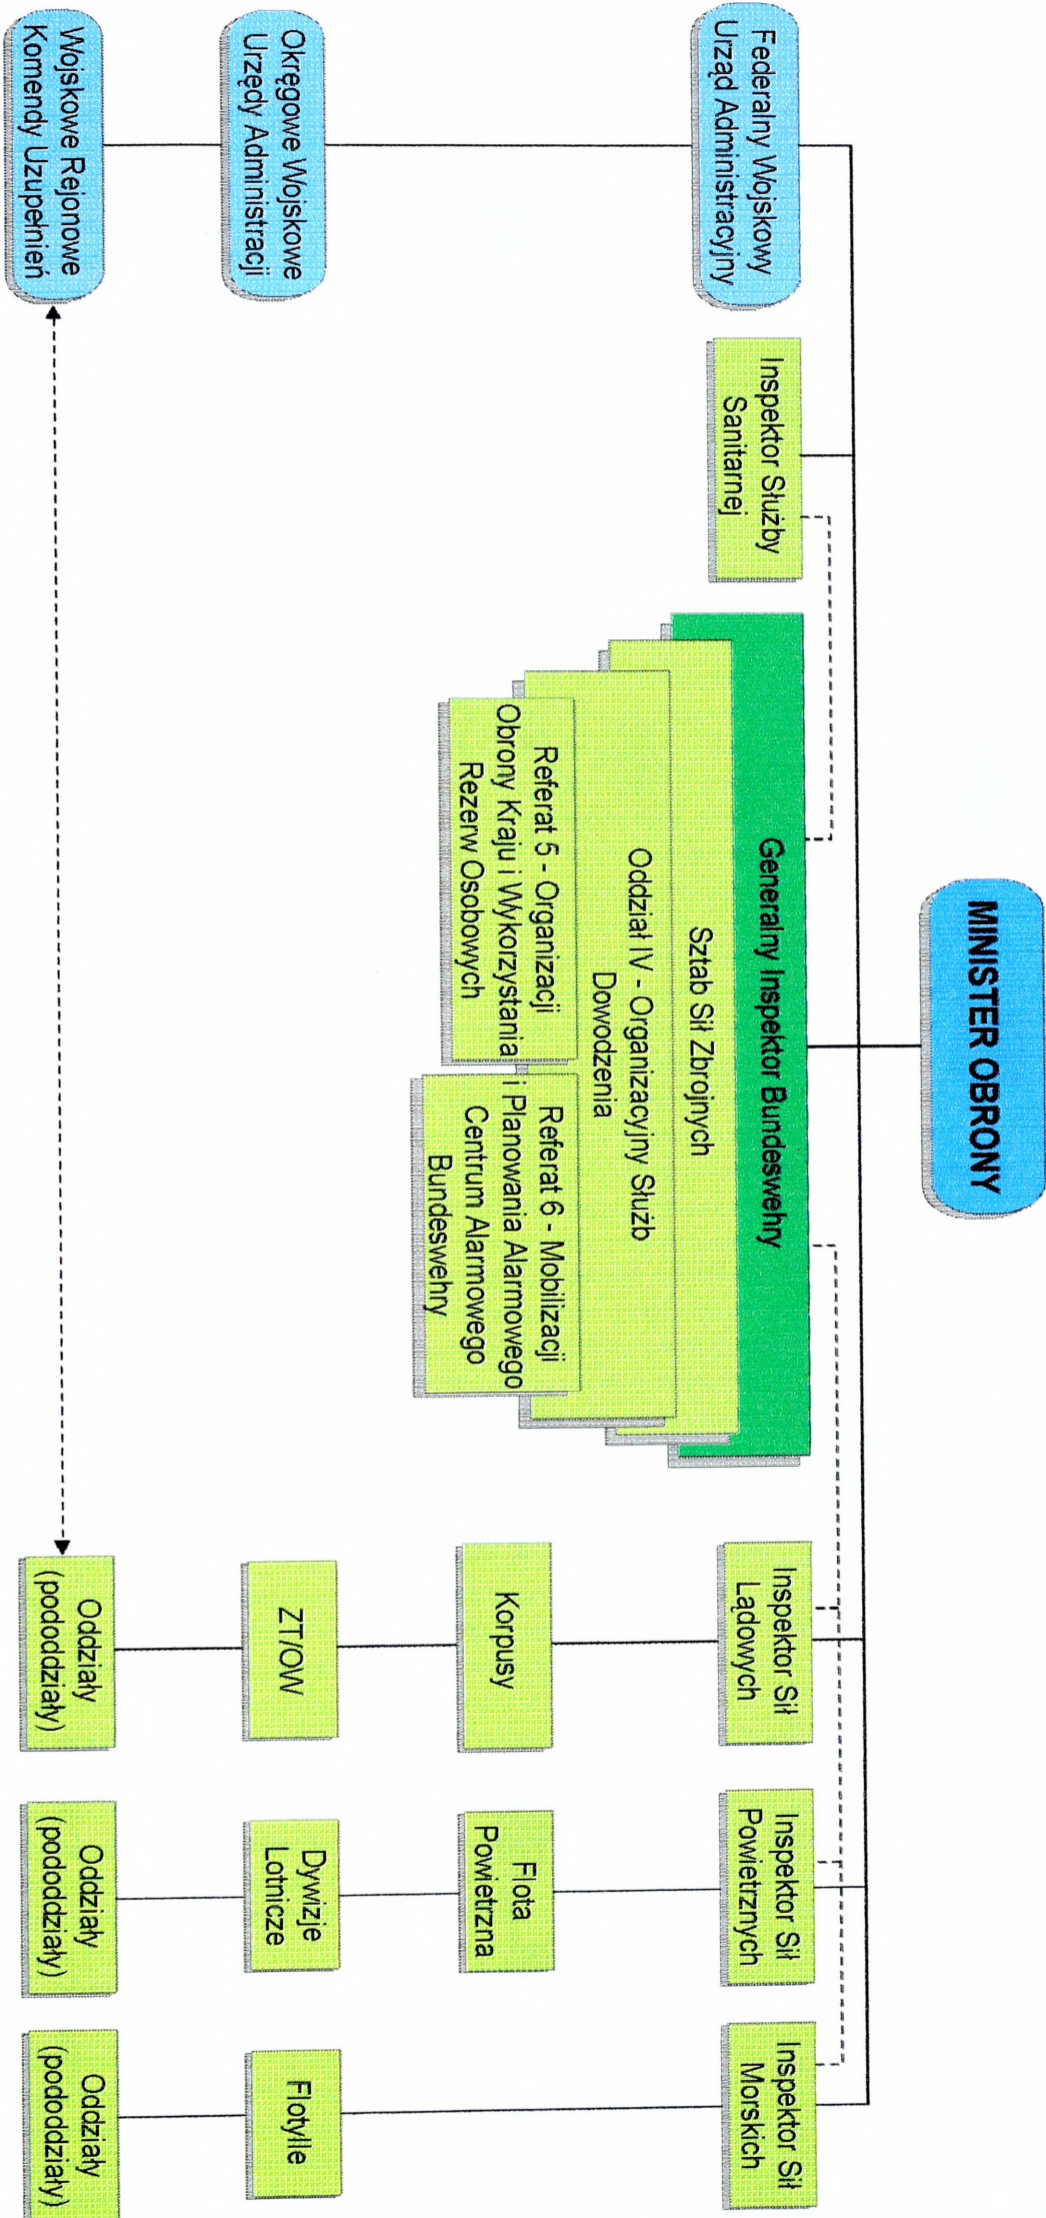 MINISTER OBRONY
Federalny Wojskowy
Urząd Administracyjny
Inspektor Służby
Sanitarnej
Generalny Inspektor Bundeswehry
Sztab Sił Zbrojnych
Oddział IV - Organizacyjny Służb
Dowodzenia
Referat 5 - Organizacji
Obrony Kraju i Wykorzystania
Rezerw Osobowych
Referat 6 - Mobilizacji
i Planowania Alarmowego
Centrum Alarmowego
Bundeswehry
Inspektor Sił
Lądowych
Inspektor Sił
Powietrznych
Inspektor Sił
Morskich
Korpusy
Flota
Powietrzna
Okręgowe Wojskowe
Urzędy Administracji
ZT/OW
Dywizje
Lotnicze
Flotylle
Wojskowe Rejonowe
Komendy Uzupełnień
Oddziały
(pododdziały)
Oddziały
(pododdziały)
Oddziały
(pododdziały)